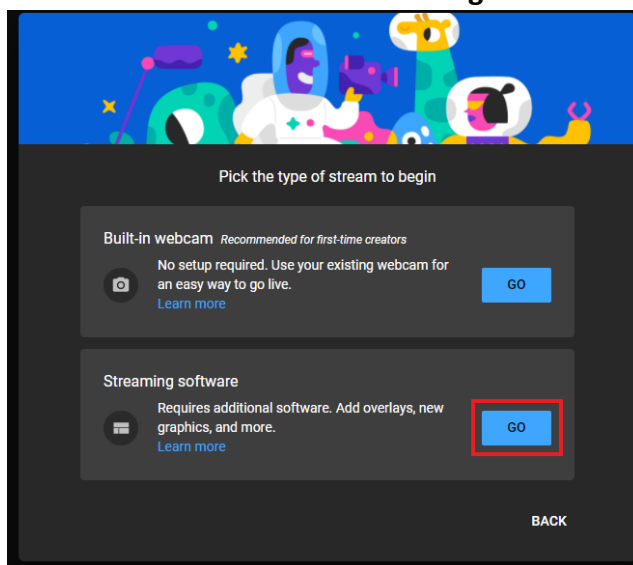 Pick the type of stream to begin
Built-in webcam Recommended for first-time creators
No setup required. Use your existing webcam for
an easy way to go live.
Learn more
GO
Streaming software
Requires additional software. Add overlays, new
graphics, and more.
Learn more
GO
BACK